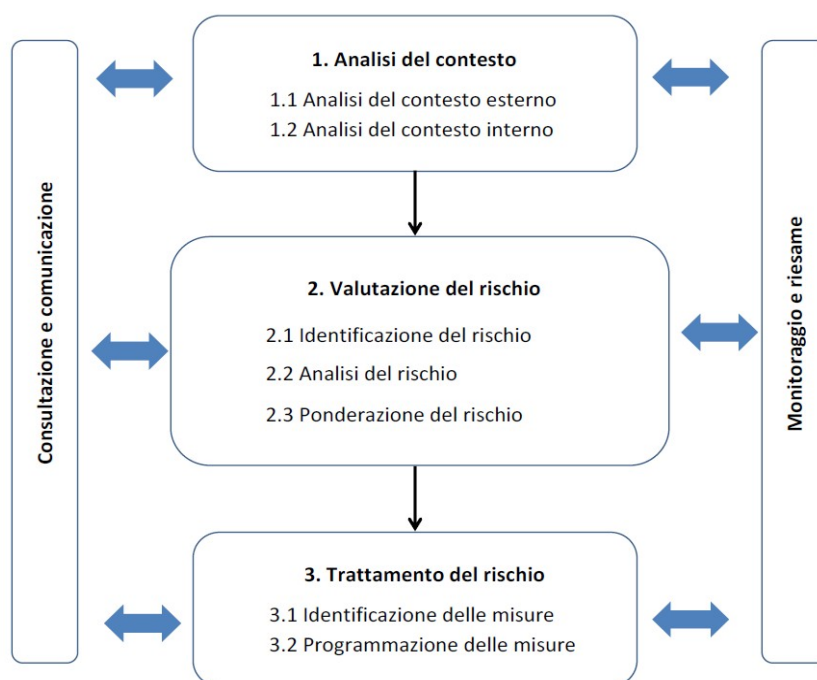 Consultazione e comunicazione
1. Analisi del contesto
1.1 Analisi del contesto esterno
1.2 Analisi del contesto interno
2. Valutazione del rischio
2.1 Identificazione del rischio
2.2 Analisi del rischio
2.3 Ponderazione del rischio
3. Trattamento del rischio
3.1 Identificazione delle misure
3.2 Programmazione delle misure
Monitoraggio e riesame